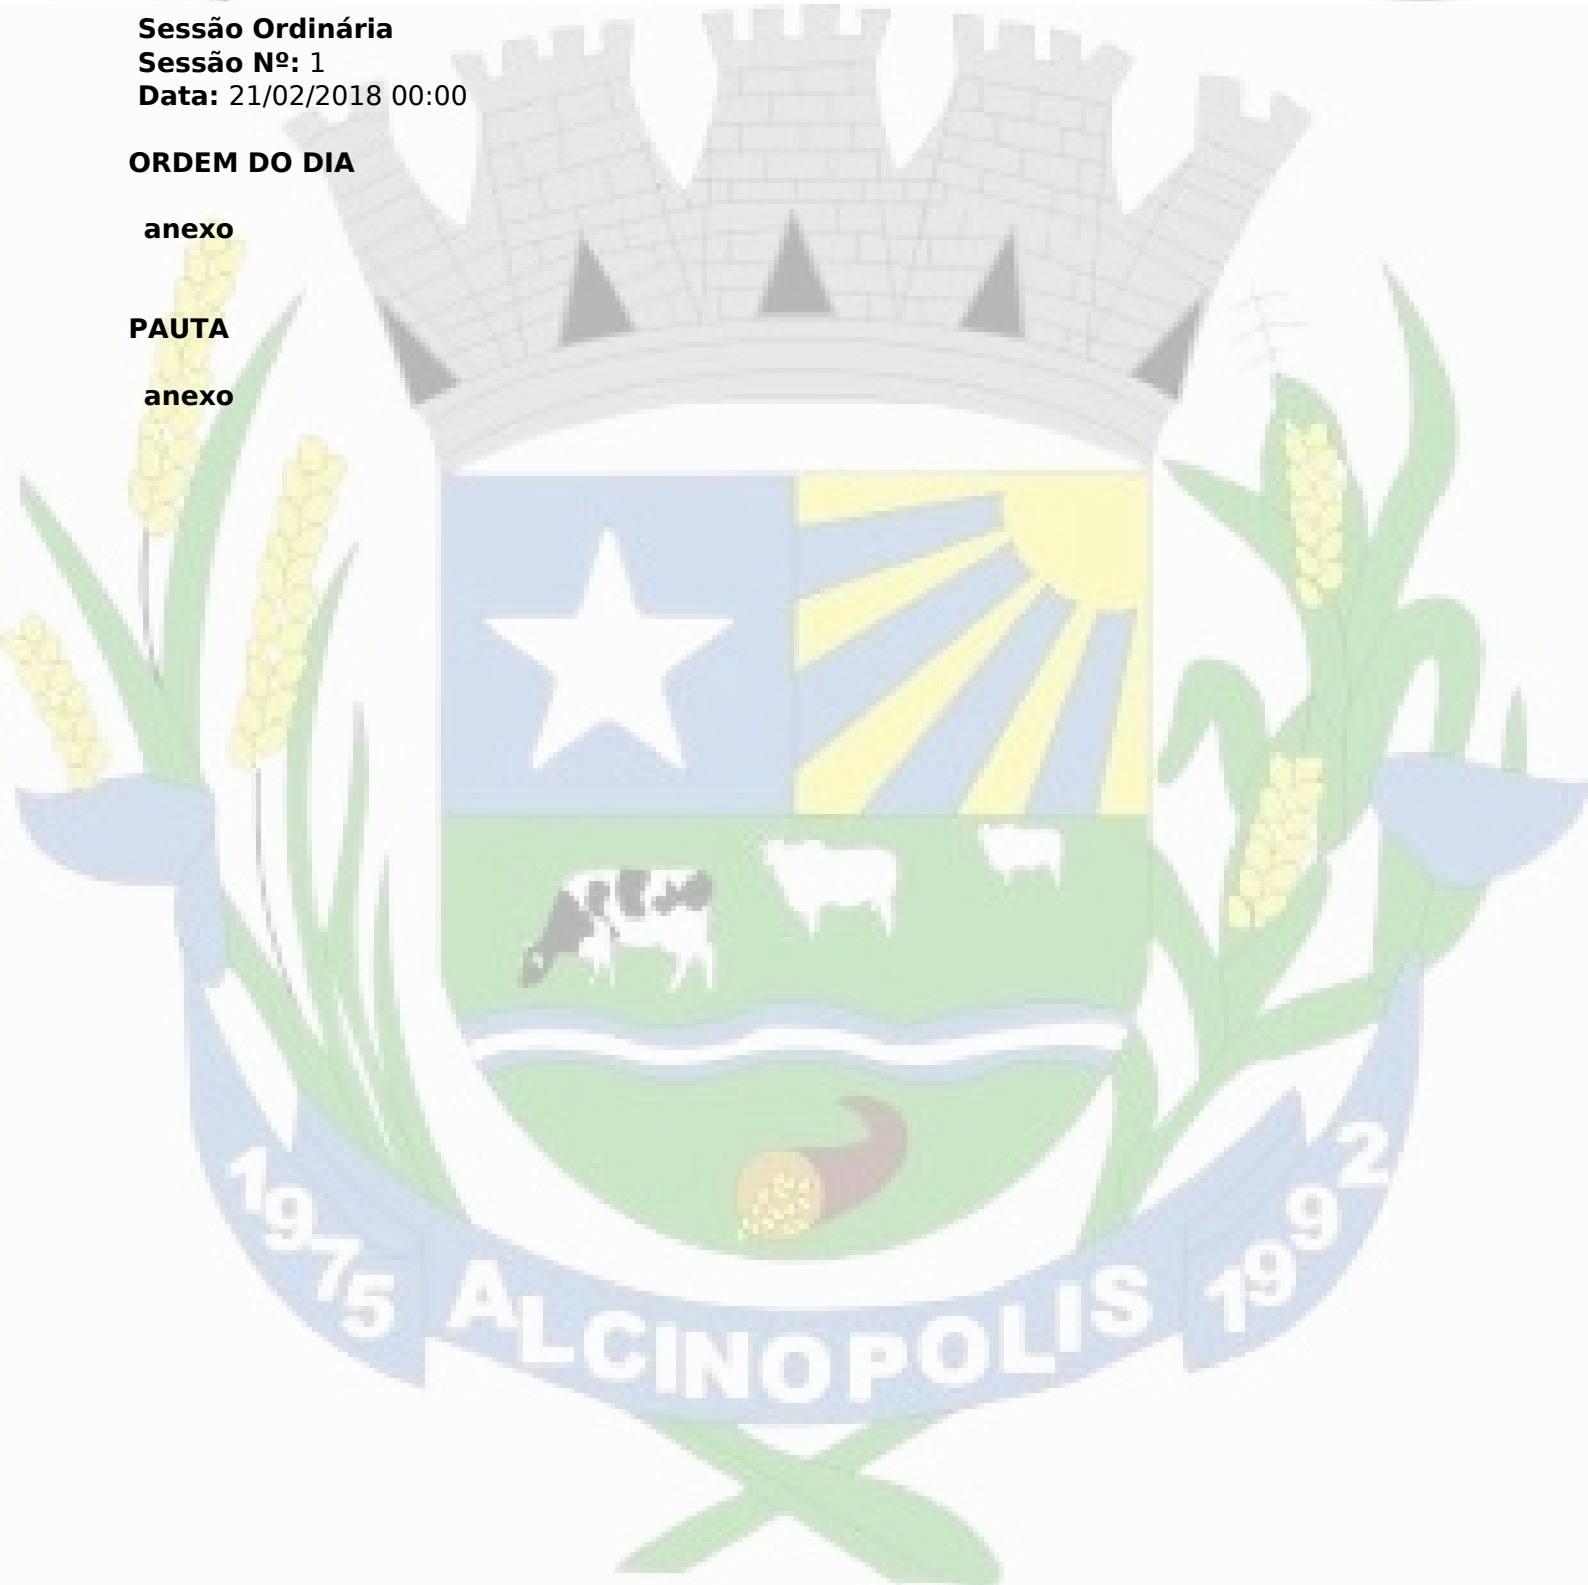 Sessão Ordinária
Sessão Nº: 1
Data: 21/02/2018 00:00
ORDEM DO DIA
anexo
PAUTA
anexo
1975
ALCINOPOLIS
1992